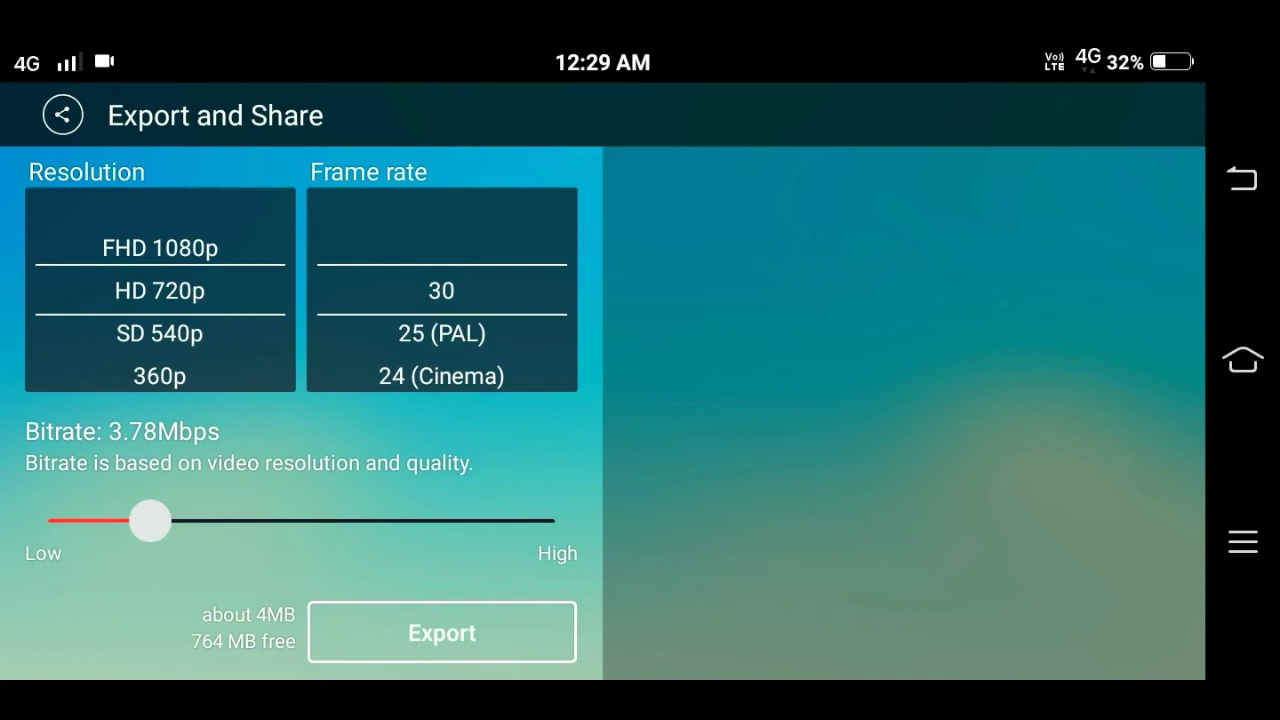 4G
12:29 AM
Vo))
LTE
4G
32%
Export and Share
Resolution
Frame rate
FHD 1080p
HD 720p
SD 540p
360p
30
25 (PAL)
24 (Cinema)
Bitrate: 3.78Mbps
Bitrate is based on video resolution and quality.
Low
High
about 4MB
764 MB free
Export